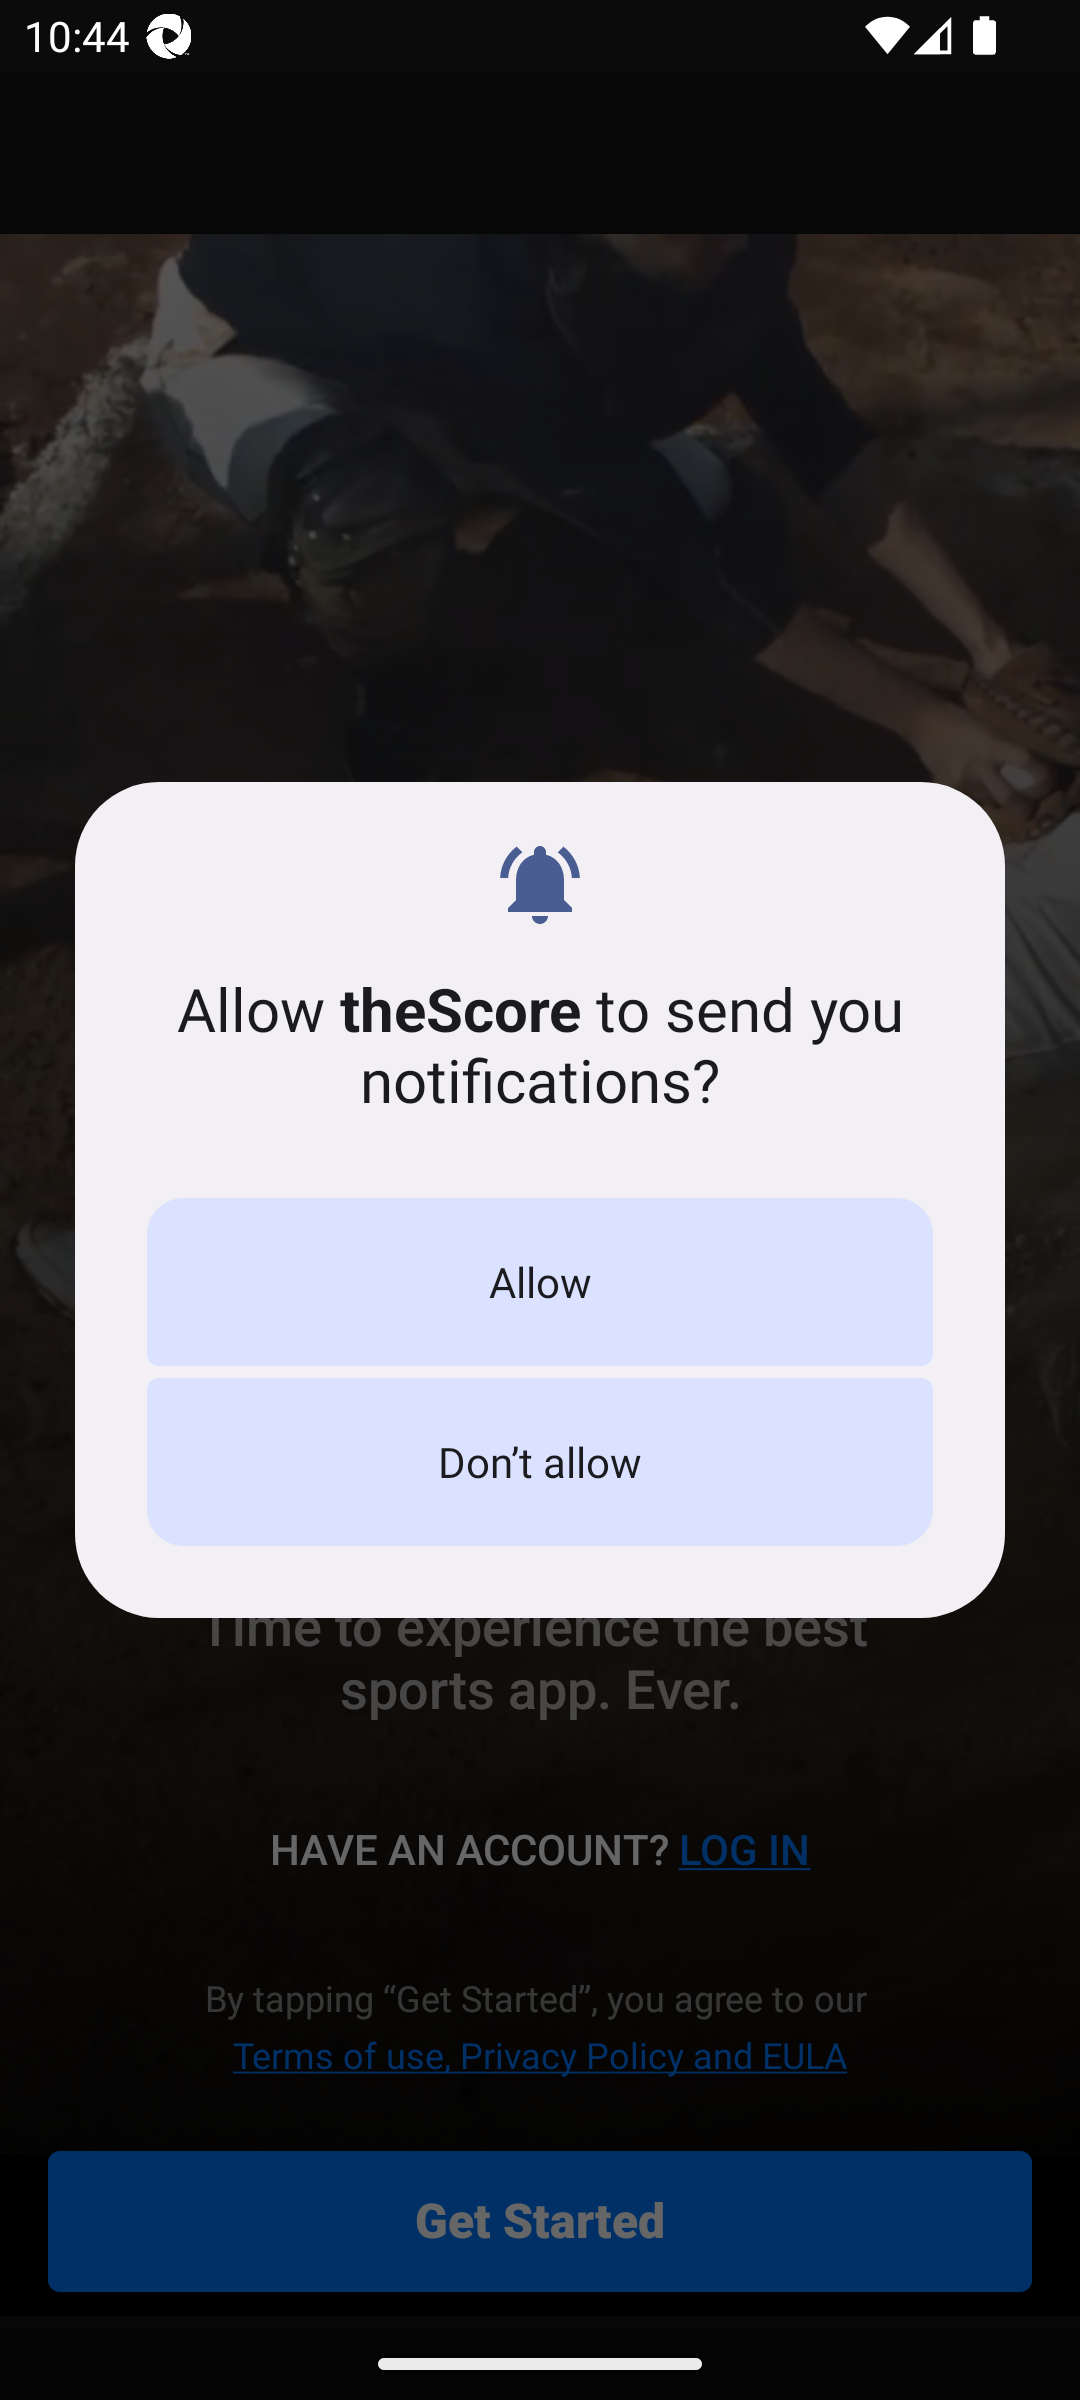 10:44
Allow theScore to send you
notifications?
Allow
Don’t allow
Time to experience the best
sports app. Ever.
HAVE AN ACCOUNT? LOG IN
By tapping “Get Started”, you agree to our
Terms of use, Privacy Policy and EULA
Get Started